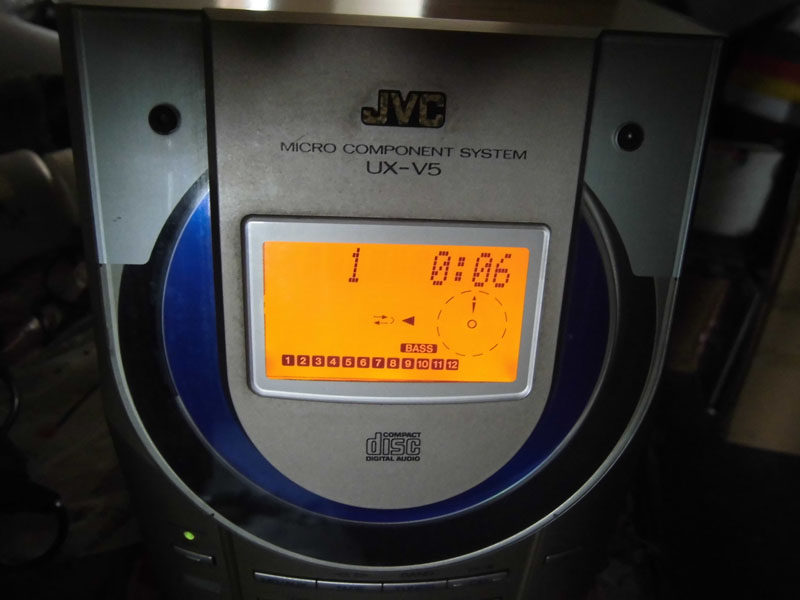 JVC
MICRO COMPONENT SYSTEM
UX-V5
1 0:06
BASS
1 2 3 4 5 6 7 8 9 10 11 12
COMPACT
disc
DIGITAL AUDIO